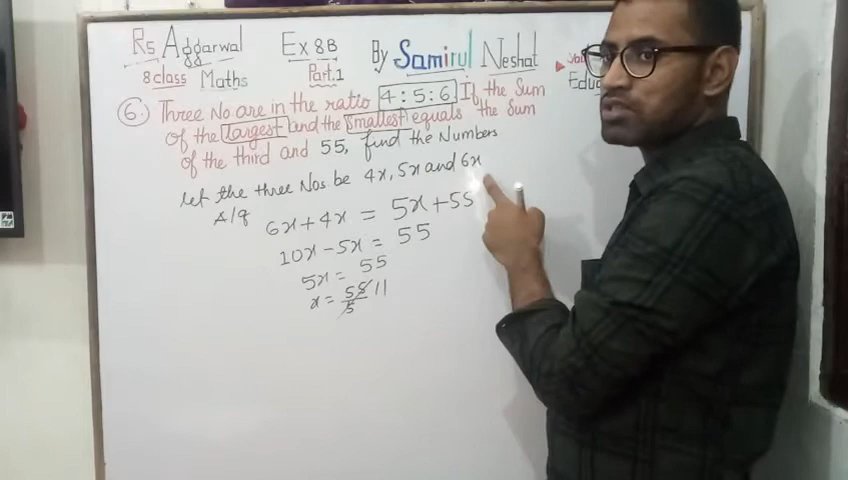 Rs Aggarwal Ex 8B By Samirul Neshat
8 class Maths Part.1
6. Three No are in the ratio 4:5:6 If the Sum
of the largest and the smallest equals the Sum
of the third and 55, find the Numbers
let the three Nos be 4x, 5x and 6x
A/q
6x+4x = 5x+55
10x-5x = 55
5x = 55
x = 55/5 11